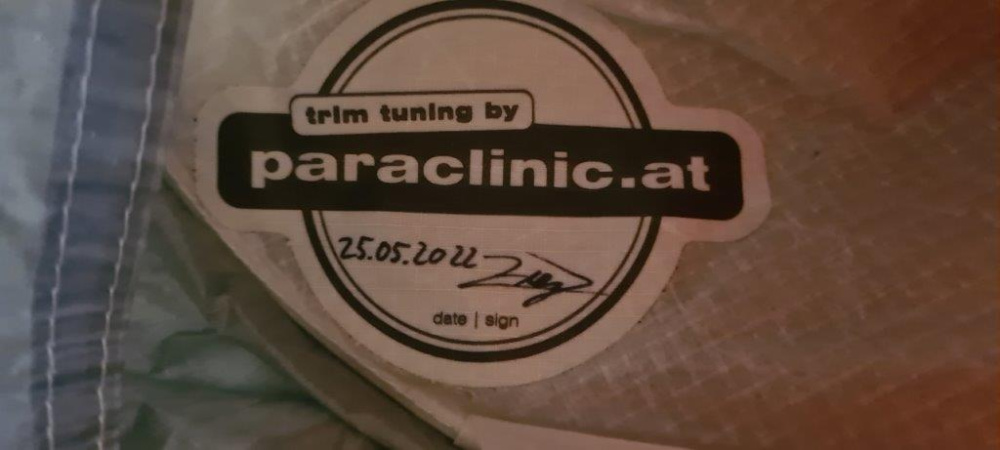 trim tuning by
paraclinic.at
25.05.2022
date | sign